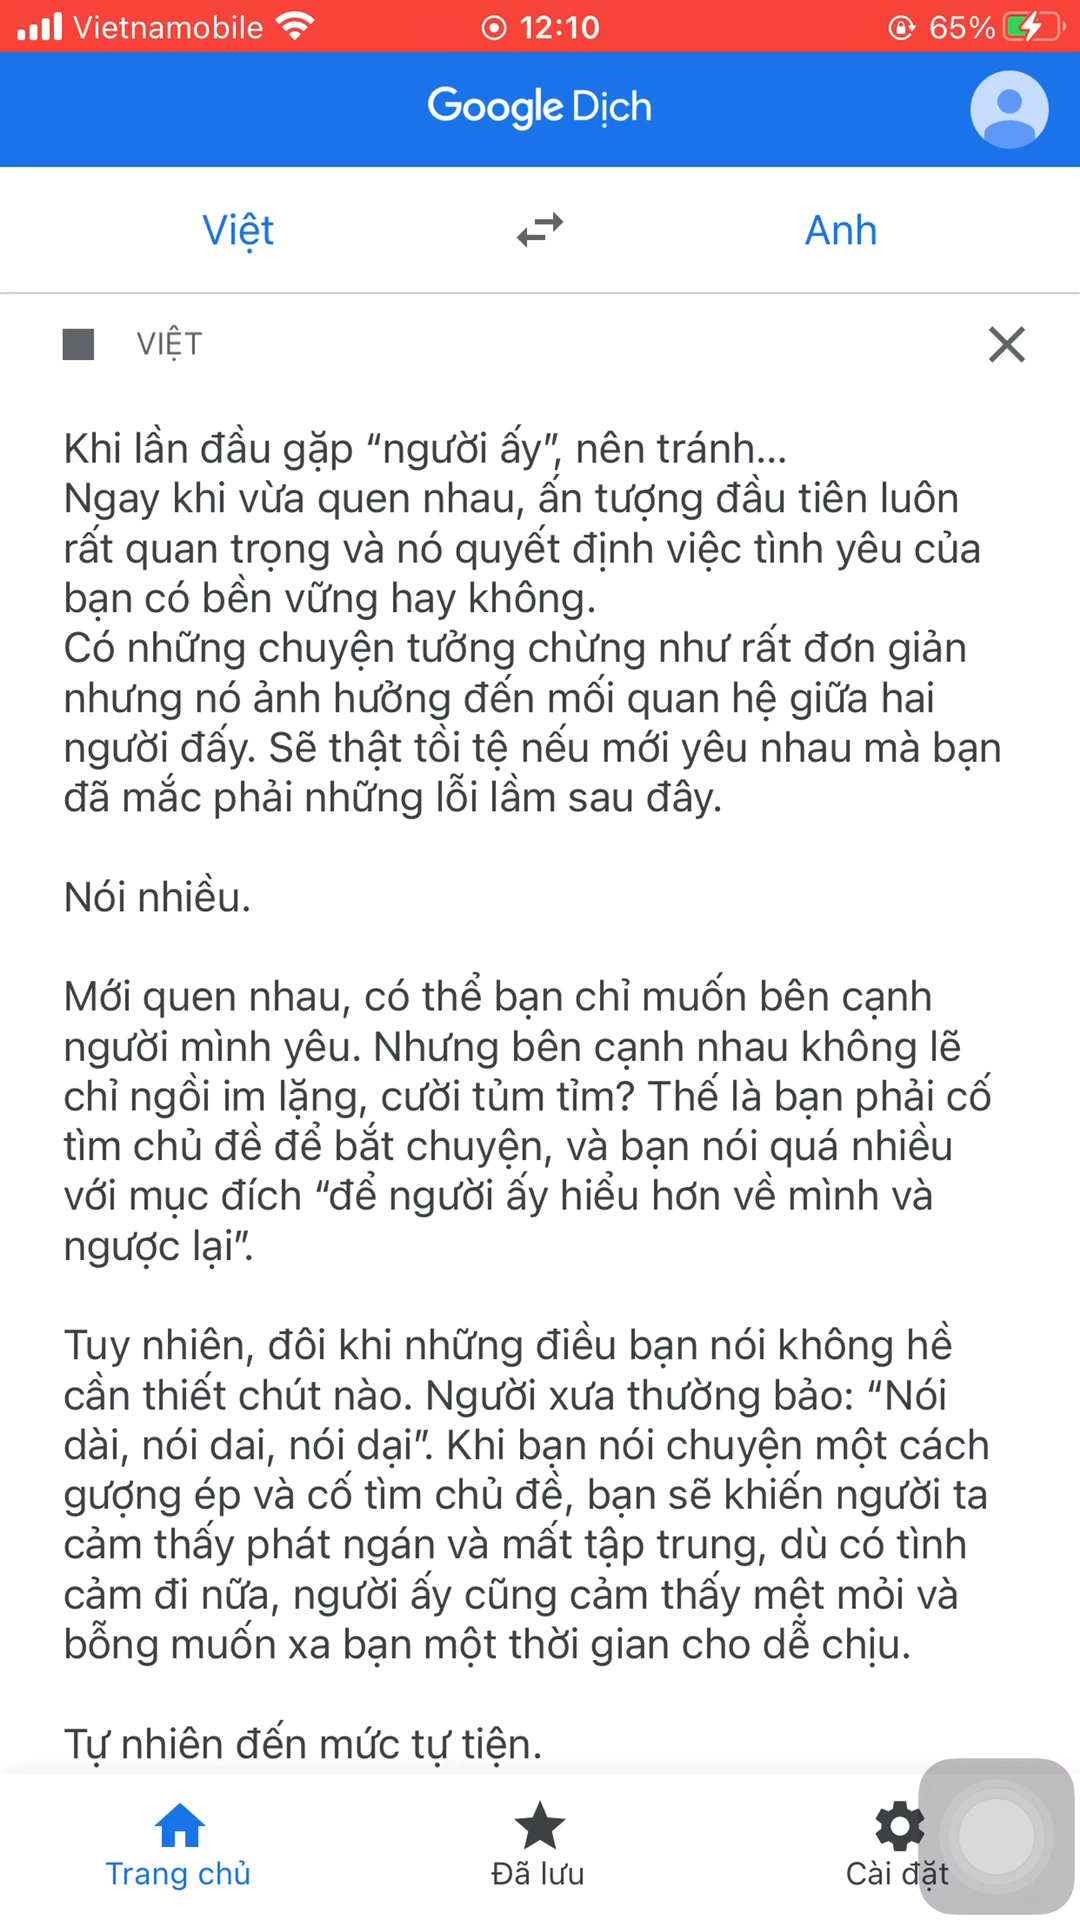 Vietnamobile 12:10 65%
Google Dịch
Việt Anh
VIỆT
Khi lần đầu gặp “người ấy”, nên tránh...
Ngay khi vừa quen nhau, ấn tượng đầu tiên luôn
rất quan trọng và nó quyết định việc tình yêu của
bạn có bền vững hay không.
Có những chuyện tưởng chừng như rất đơn giản
nhưng nó ảnh hưởng đến mối quan hệ giữa hai
người đấy. Sẽ thật tồi tệ nếu mới yêu nhau mà bạn
đã mắc phải những lỗi lầm sau đây.
Nói nhiều.
Mới quen nhau, có thể bạn chỉ muốn bên cạnh
người mình yêu. Nhưng bên cạnh nhau không lẽ
chỉ ngồi im lặng, cười tủm tỉm? Thế là bạn phải cố
tìm chủ đề để bắt chuyện, và bạn nói quá nhiều
với mục đích “để người ấy hiểu hơn về mình và
ngược lại”.
Tuy nhiên, đôi khi những điều bạn nói không hề
cần thiết chút nào. Người xưa thường bảo: “Nói
dài, nói dai, nói dại”. Khi bạn nói chuyện một cách
gượng ép và cố tìm chủ đề, bạn sẽ khiến người ta
cảm thấy phát ngán và mất tập trung, dù có tình
cảm đi nữa, người ấy cũng cảm thấy mệt mỏi và
bỗng muốn xa bạn một thời gian cho dễ chịu.
Tự nhiên đến mức tự tiện.
Trang chủ Đã lưu Cài đặt